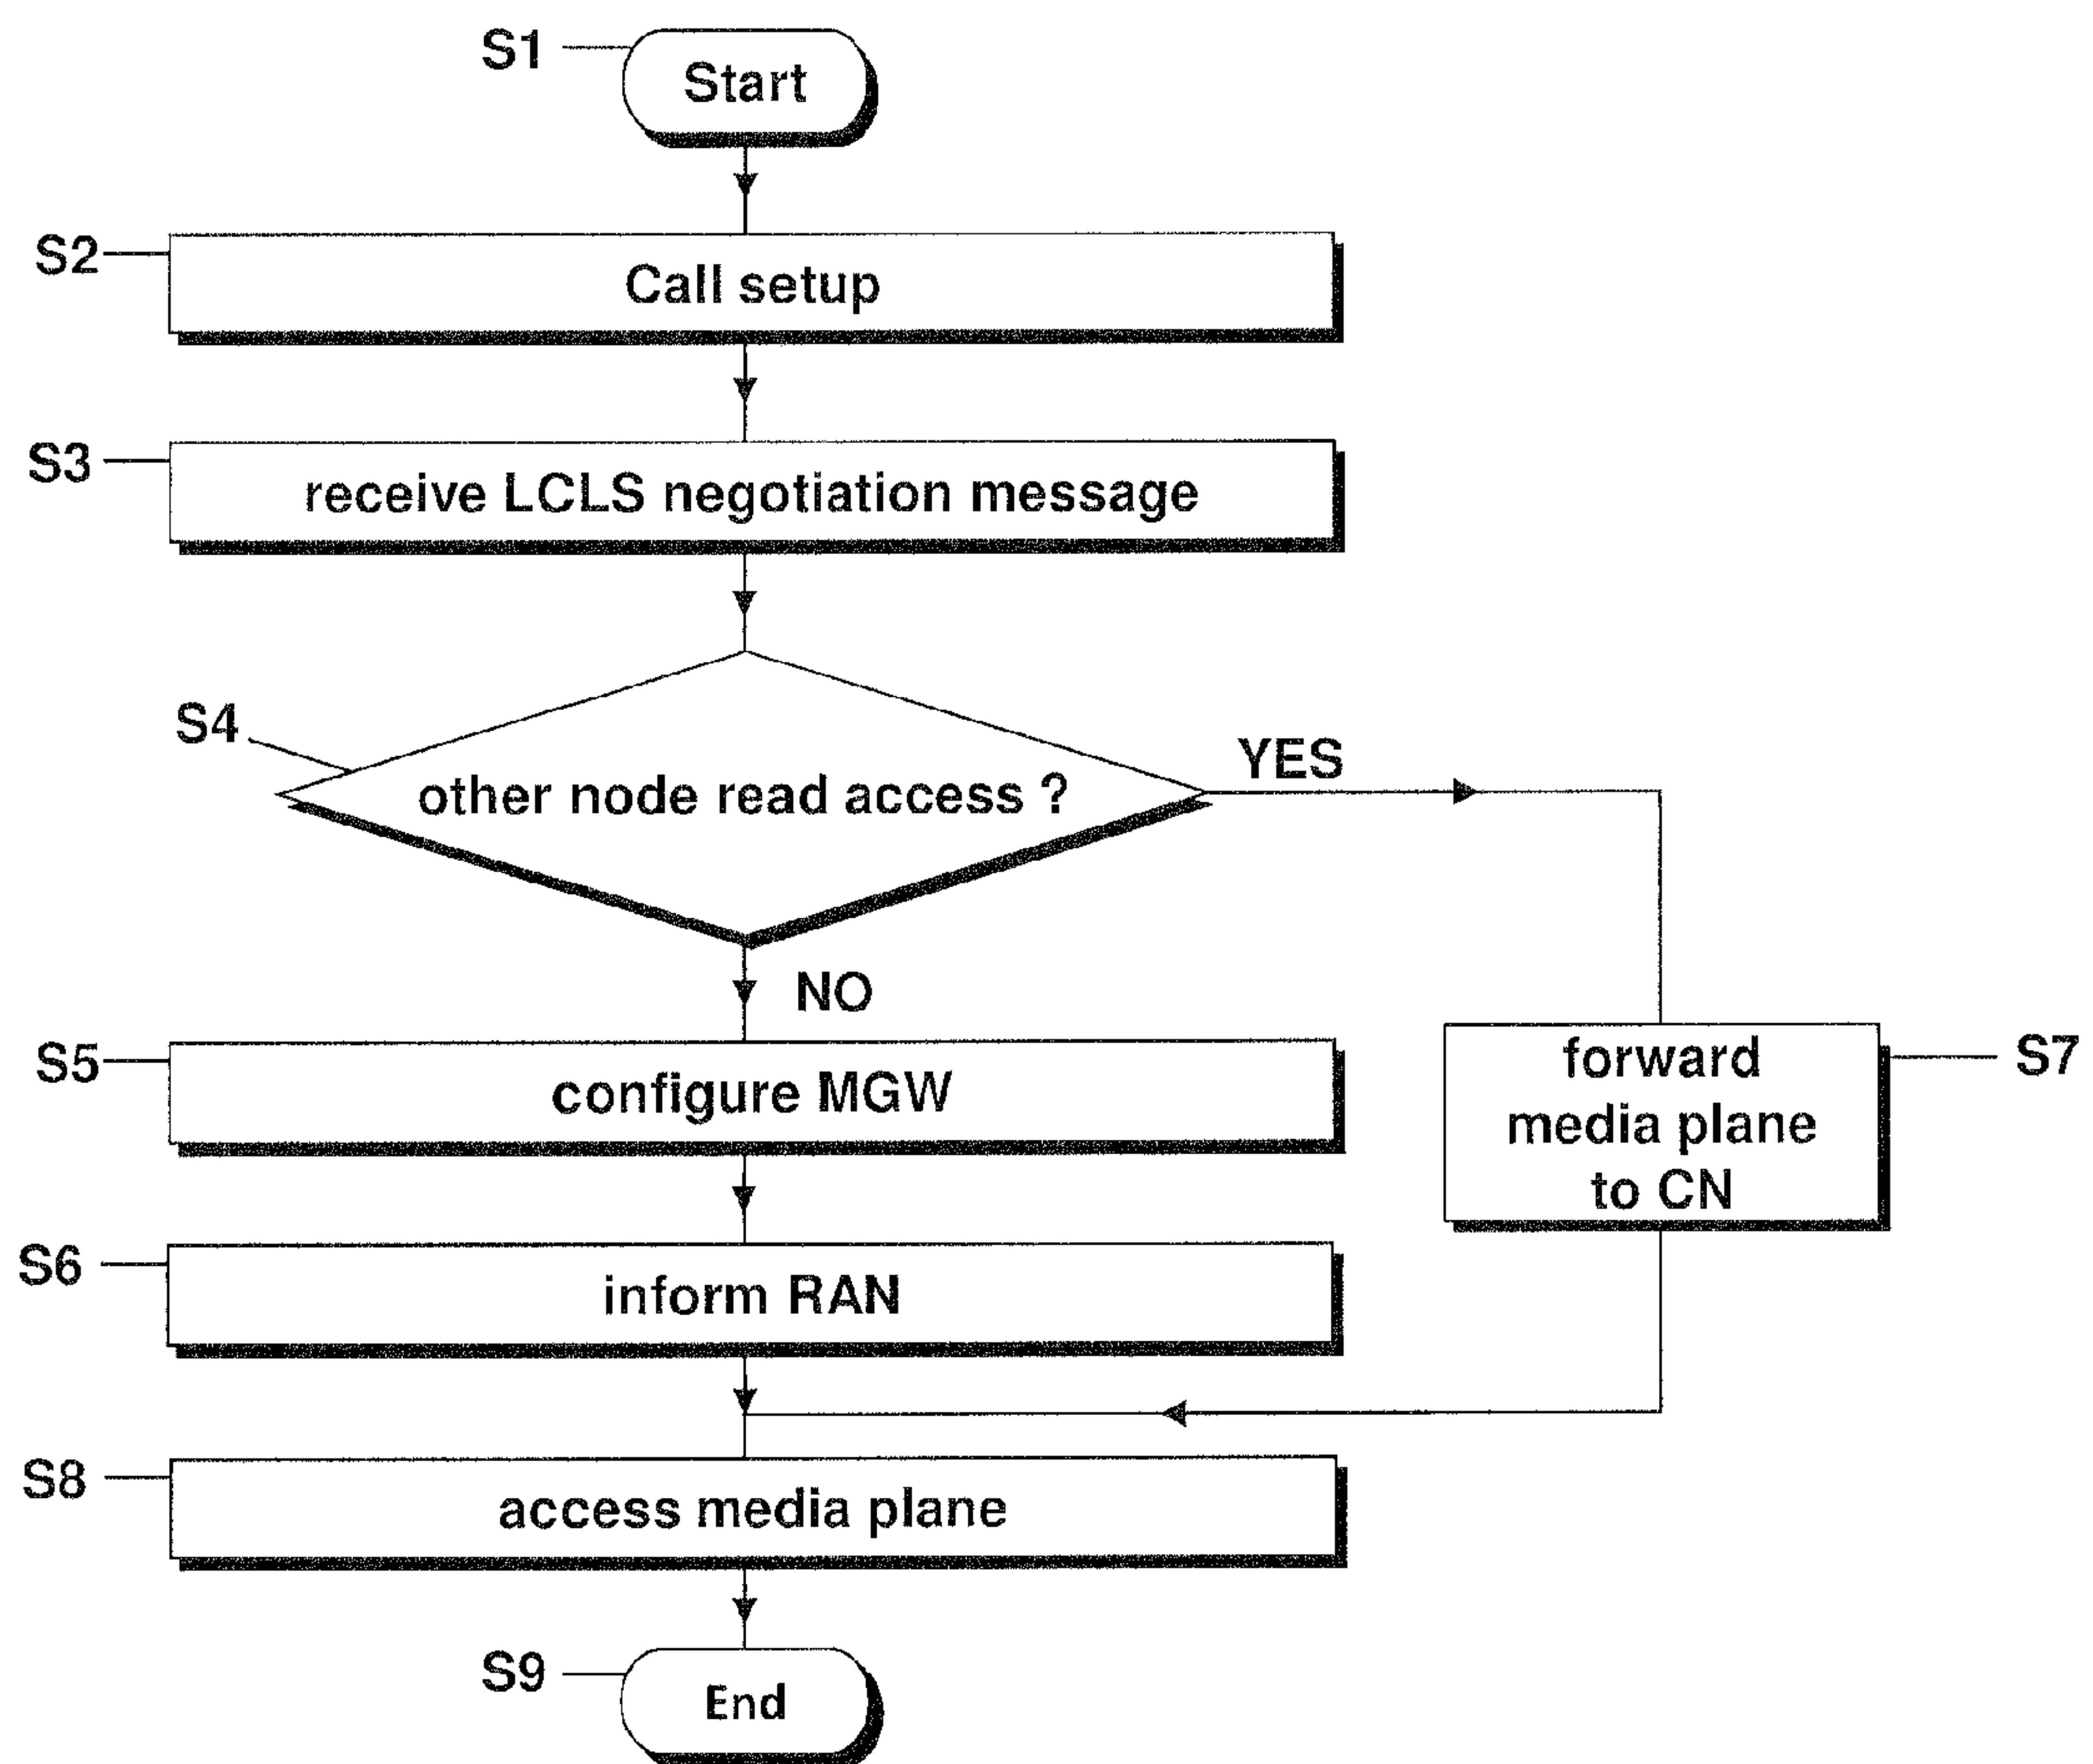 S1
Start
S2
Call setup
S3
receive LCLS negotiation message
S4
other node read access ?
YES
NO
S5
configure MGW
forward
media plane
to CN
S7
S6
inform RAN
S8
access media plane
S9
End